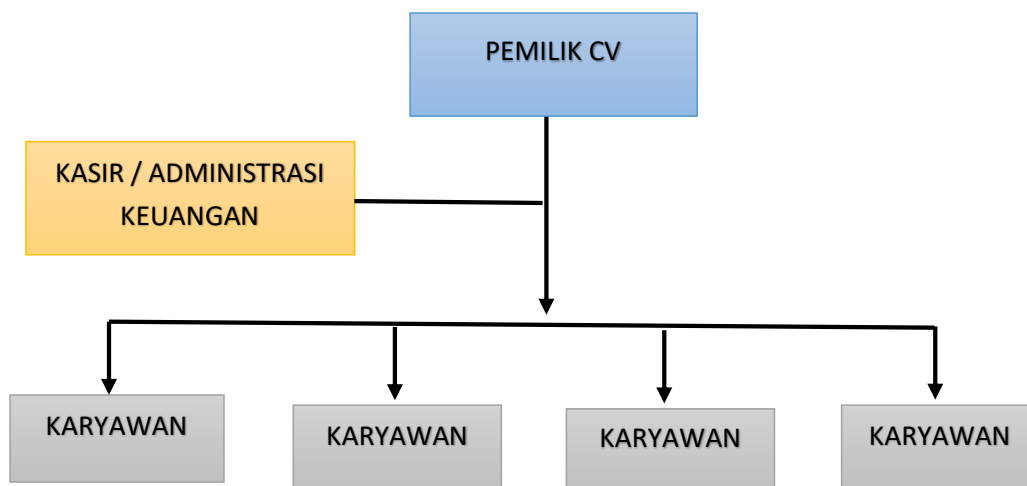 PEMILIK CV
KASIR / ADMINISTRASI
KEUANGAN
KARYAWAN
KARYAWAN
KARYAWAN
KARYAWAN